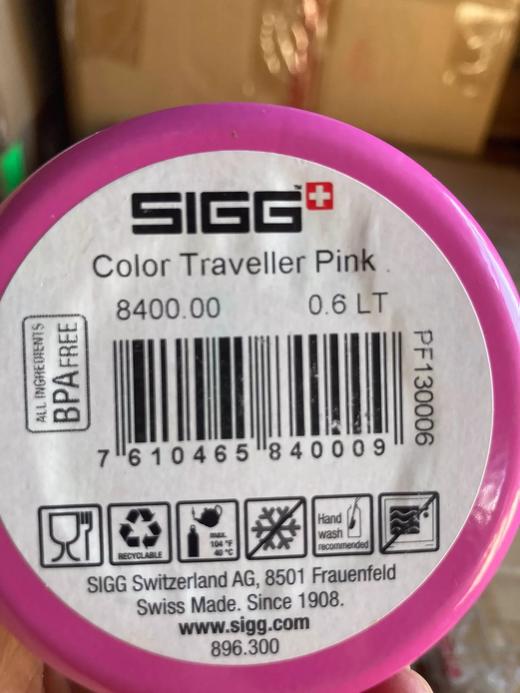 SIGG
Color Traveller Pink
8400.00 0.6 LT
ALL INGREDIENTS
BPA FREE
PF130006
7 610465 840009
RECYCLABLE
max.
104 °F
40 °C
Hand
wash
recommended
SIGG Switzerland AG, 8501 Frauenfeld
Swiss Made. Since 1908.
www.sigg.com
896.300